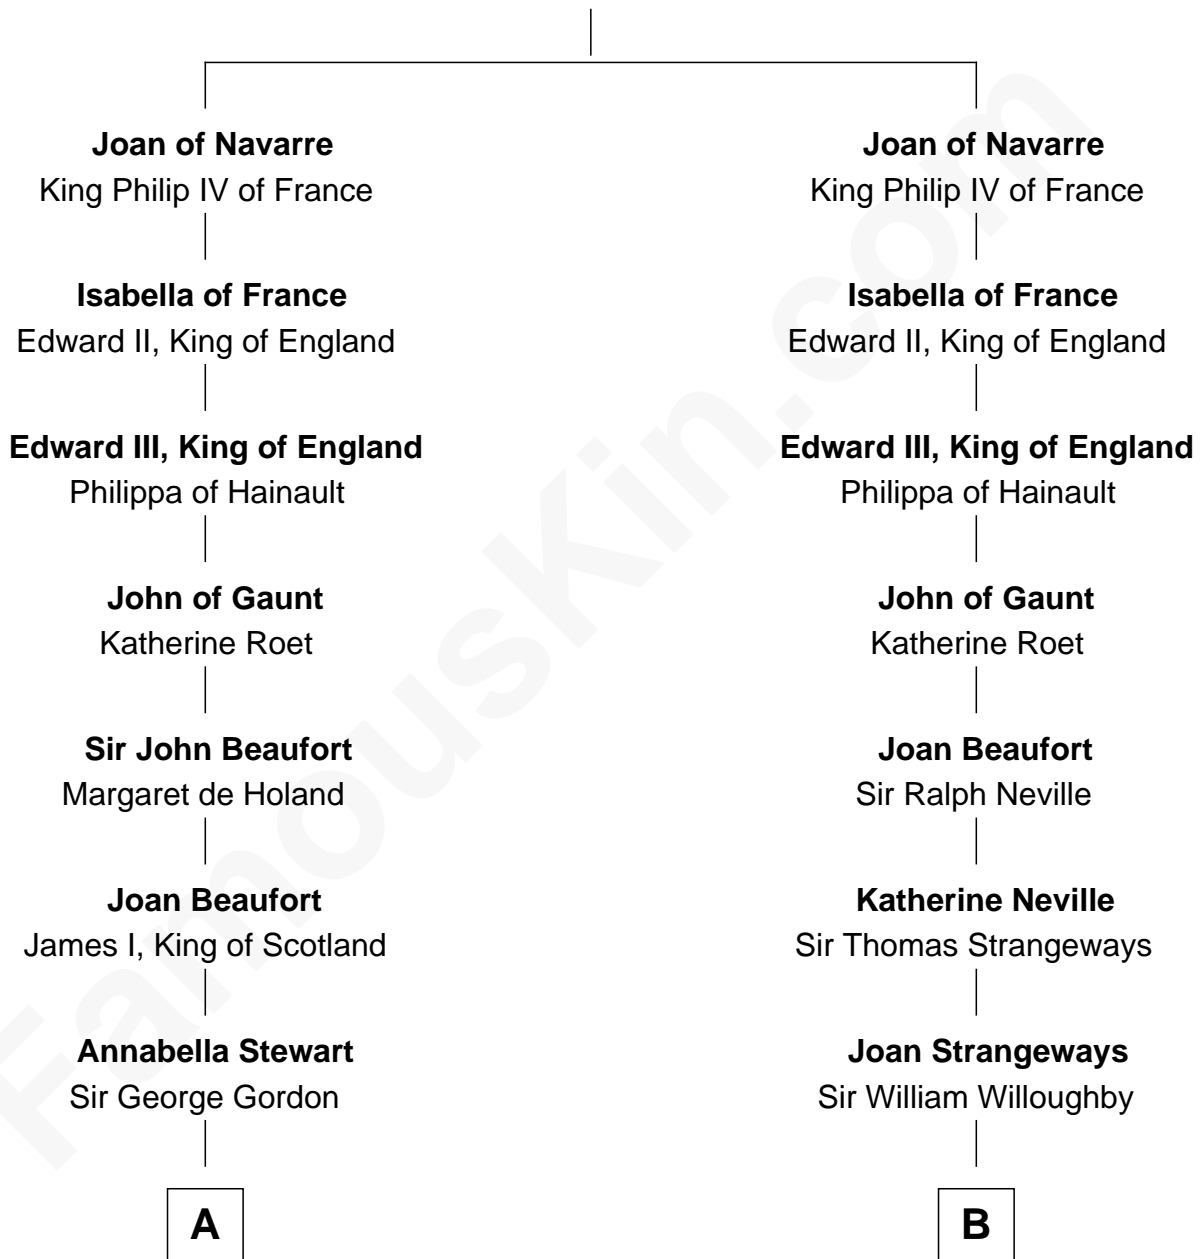 Joan of Navarre
King Philip IV of France
Isabella of France
Edward II, King of England
Edward III, King of England
Philippa of Hainault
John of Gaunt
Katherine Roet
Sir John Beaufort
Margaret de Holand
Joan Beaufort
James I, King of Scotland
Annabella Stewart
Sir George Gordon
A
Joan of Navarre
King Philip IV of France
Isabella of France
Edward II, King of England
Edward III, King of England
Philippa of Hainault
John of Gaunt
Katherine Roet
Joan Beaufort
Sir Ralph Neville
Katherine Neville
Sir Thomas Strangeways
Joan Strangeways
Sir William Willoughby
B
FamousKin.com